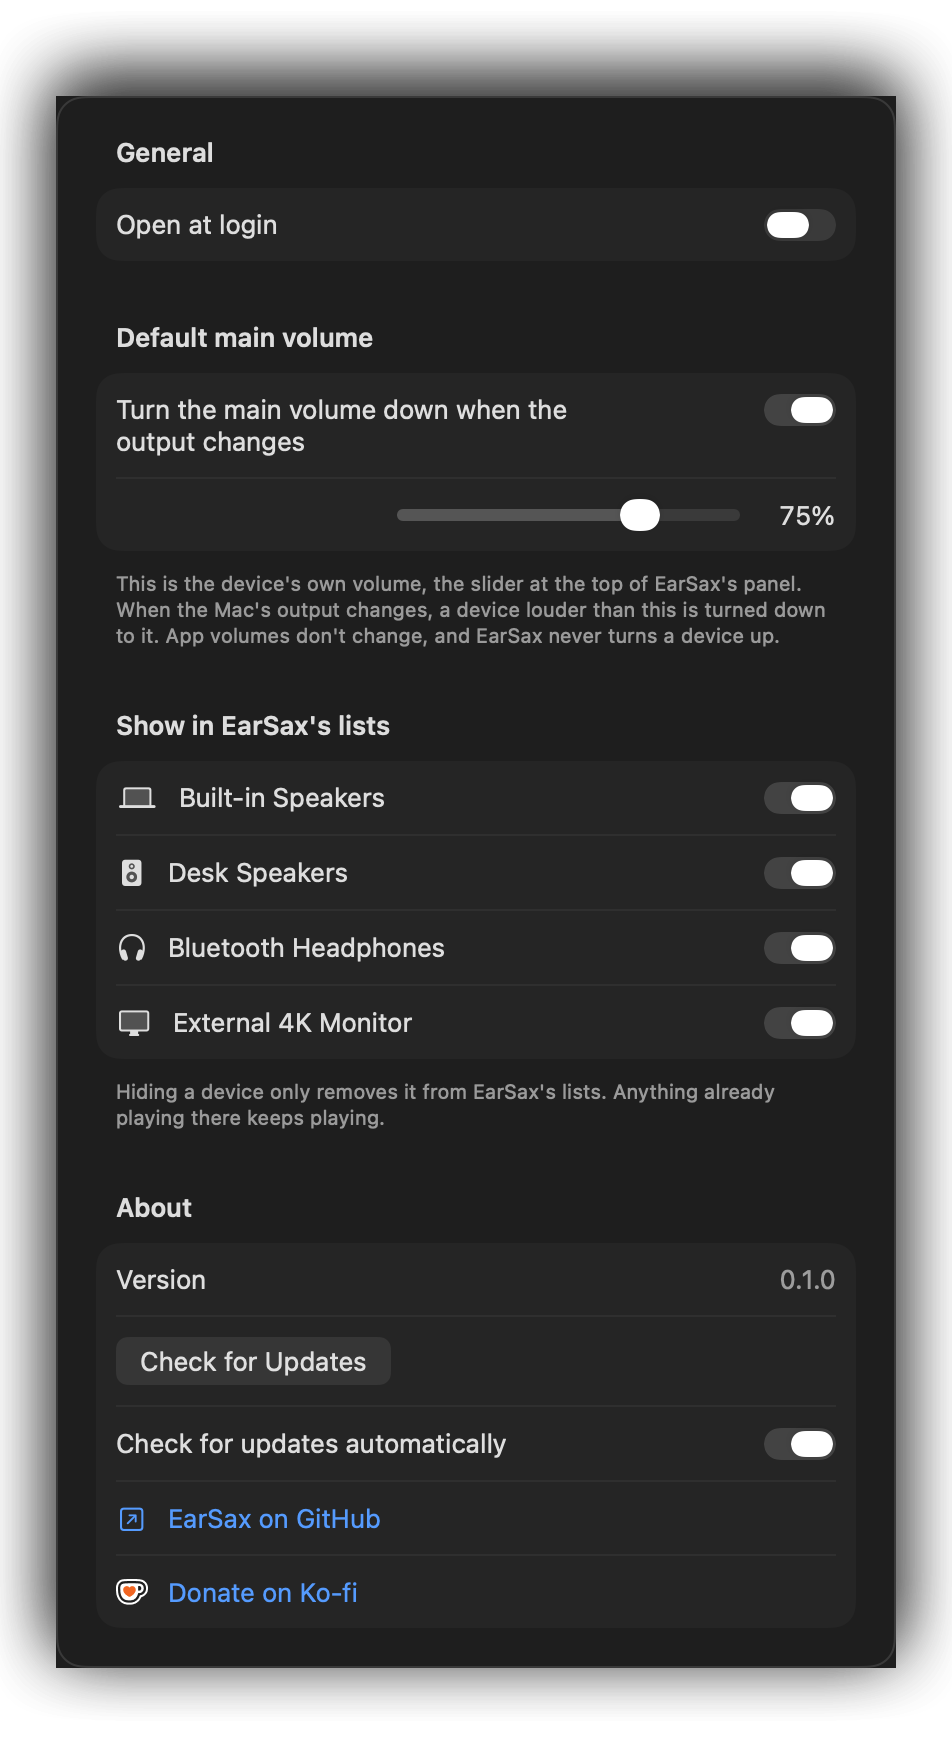 General
Open at login
Default main volume
Turn the main volume down when the
output changes
75%
This is the device's own volume, the slider at the top of EarSax's panel.
When the Mac's output changes, a device louder than this is turned down
to it. App volumes don't change, and EarSax never turns a device up.
Show in EarSax's lists
Built-in Speakers
Desk Speakers
Bluetooth Headphones
External 4K Monitor
Hiding a device only removes it from EarSax's lists. Anything already
playing there keeps playing.
About
Version 0.1.0
Check for Updates
Check for updates automatically
EarSax on GitHub
Donate on Ko-fi